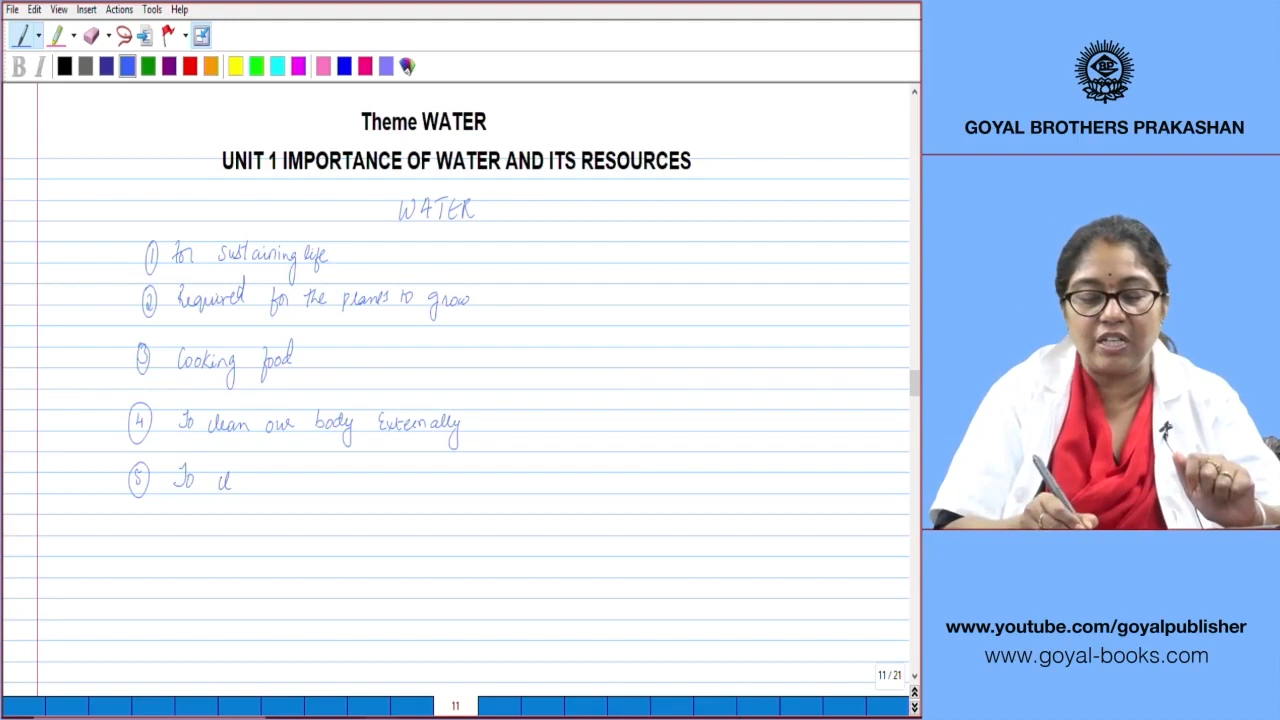 File Edit View Insert Actions Tools Help
B I
Theme WATER
UNIT 1 IMPORTANCE OF WATER AND ITS RESOURCES
WATER
① for sustaining life
② Required for the plants to grow
③ Cooking food
④ To clean our body Externally
⑤ To cl
11/21
11
GBP
GOYAL BROTHERS PRAKASHAN
www.youtube.com/goyalpublisher
www.goyal-books.com